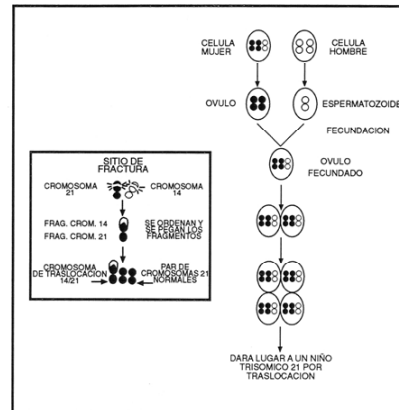 CELULA
MUJER
CELULA
HOMBRE
OVULO
ESPERMATOZOIDE
FECUNDACION
OVULO
FECUNDADO
SITIO DE
FRACTURA
CROMOSOMA
21
CROMOSOMA
14
FRAG. CROM. 14
FRAG. CROM. 21
SE ORDENAN Y
SE PEGAN LOS
FRAGMENTOS
CROMOSOMA
DE TRASLOCACION
14/21
PAR DE
CROMOSOMAS 21
NORMALES
DARA LUGAR A UN NIÑO
TRISOMICO 21 POR
TRASLOCACION